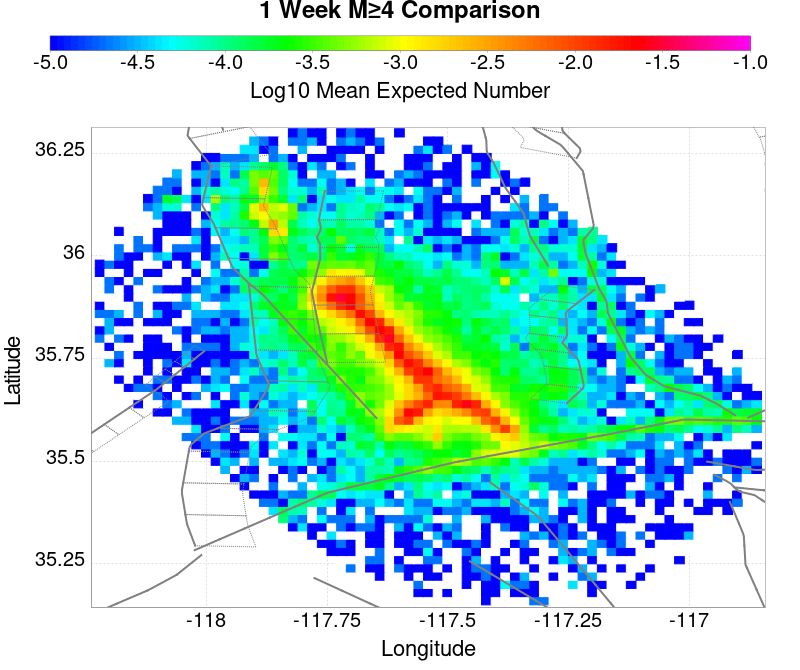 1 Week M≥4 Comparison
-5.0 -4.5 -4.0 -3.5 -3.0 -2.5 -2.0 -1.5 -1.0
Log10 Mean Expected Number
36.25
36
35.75
35.5
35.25
Latitude
-118 -117.75 -117.5 -117.25 -117
Longitude